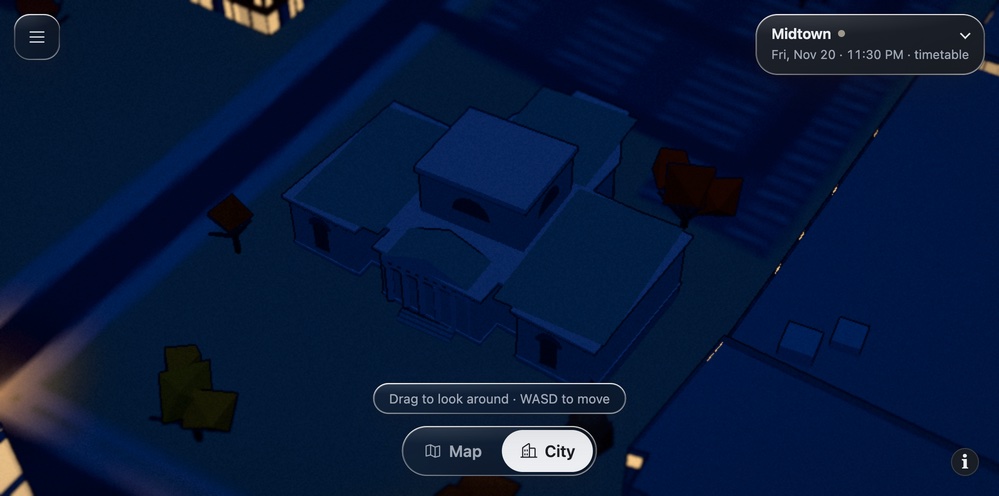 Midtown
Fri, Nov 20 · 11:30 PM · timetable
Drag to look around · WASD to move
Map
City